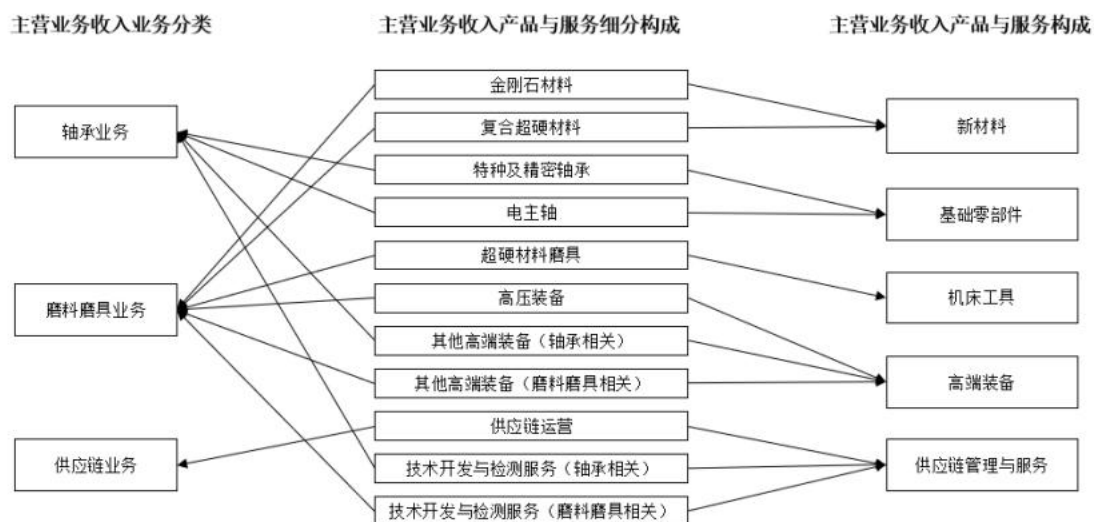 主营业务收入业务分类
主营业务收入产品与服务细分构成
主营业务收入产品与服务构成
轴承业务
磨料磨具业务
供应链业务
金刚石材料
复合超硬材料
特种及精密轴承
电主轴
超硬材料磨具
高压装备
其他高端装备（轴承相关）
其他高端装备（磨料磨具相关）
供应链运营
技术开发与检测服务（轴承相关）
技术开发与检测服务（磨料磨具相关）
新材料
基础零部件
机床工具
高端装备
供应链管理与服务